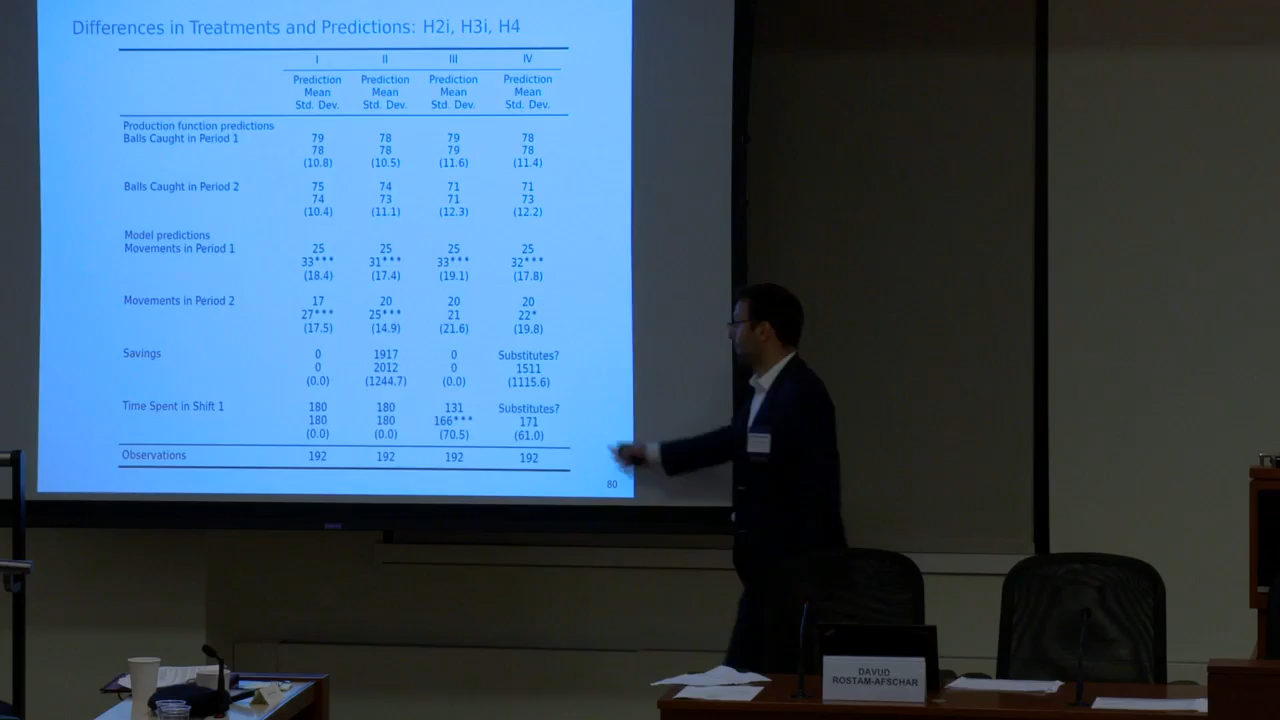 Differences in Treatments and Predictions: H2i, H3i, H4
I II III IV
Prediction Prediction Prediction Prediction
Mean Mean Mean Mean
Std. Dev. Std. Dev. Std. Dev. Std. Dev.
Production function predictions
Balls Caught in Period 1 79 78 79 78
78 78 79 78
(10.8) (10.5) (11.6) (11.4)
Balls Caught in Period 2 75 74 71 71
74 73 71 73
(10.4) (11.1) (12.3) (12.2)
Model predictions
Movements in Period 1 25 25 25 25
33*** 31*** 33*** 32***
(18.4) (17.4) (19.1) (17.8)
Movements in Period 2 17 20 20 20
27*** 25*** 21 22*
(17.5) (14.9) (21.6) (19.8)
Savings 0 1917 0 Substitutes?
0 2012 0 1511
(0.0) (1244.7) (0.0) (1115.6)
Time Spent in Shift 1 180 180 131 Substitutes?
180 180 166*** 171
(0.0) (0.0) (70.5) (61.0)
Observations 192 192 192 192
80
DAVUD
ROSTAM-AFSCHAR